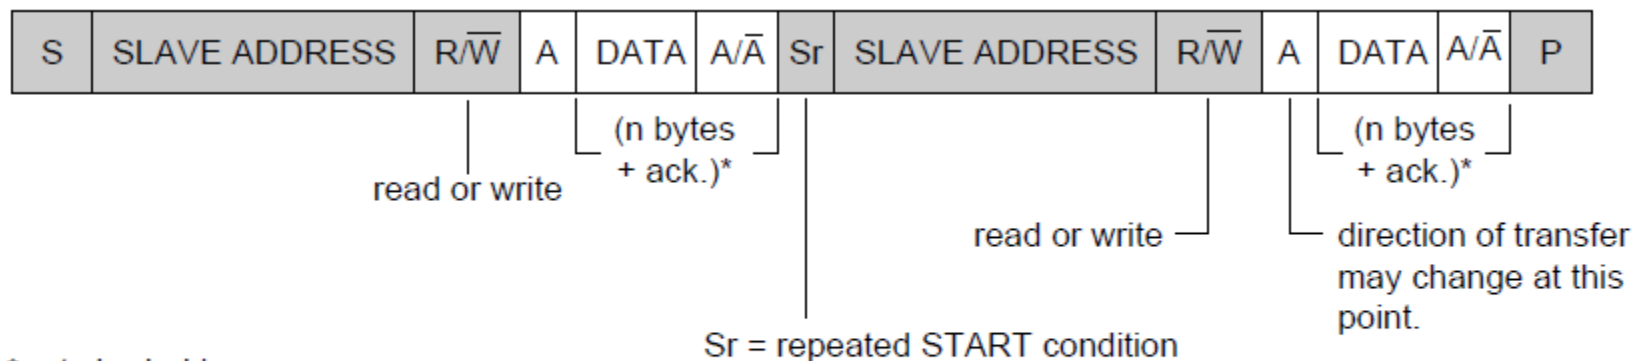 S SLAVE ADDRESS R/W̅ A DATA A/A̅ Sr SLAVE ADDRESS R/W̅ A DATA A/A̅ P
(n bytes
+ ack.)*
(n bytes
+ ack.)*
read or write
read or write
direction of transfer
may change at this
point.
Sr = repeated START condition